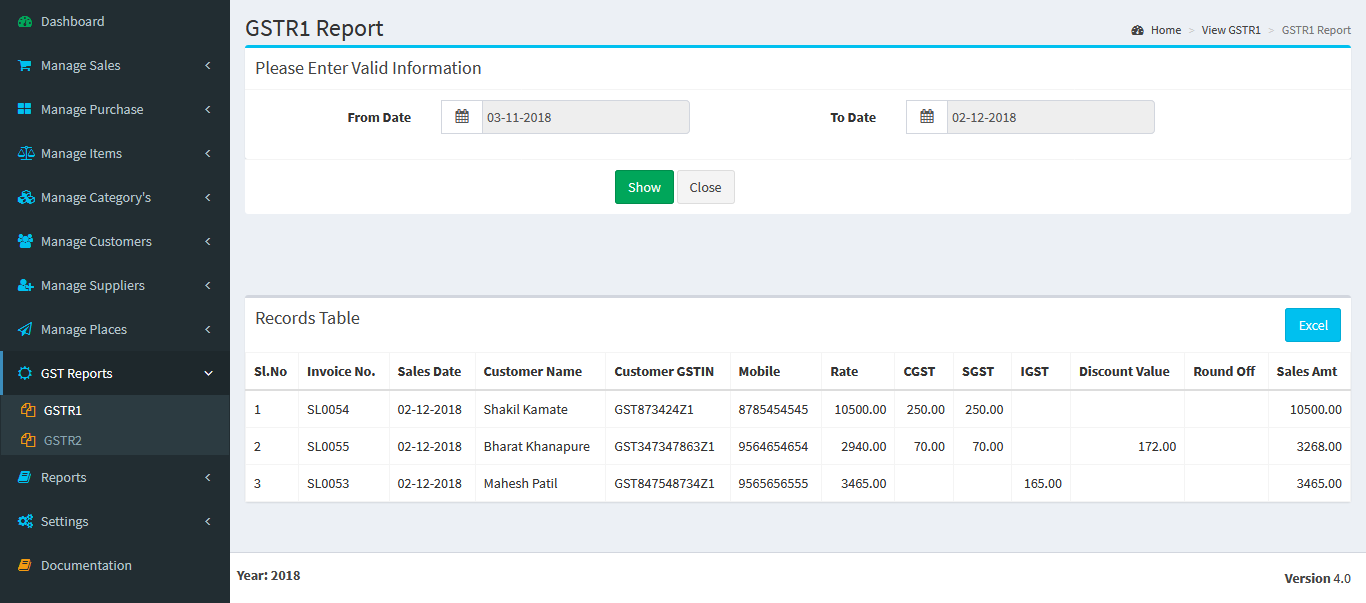 Dashboard
Manage Sales
Manage Purchase
Manage Items
Manage Category's
Manage Customers
Manage Suppliers
Manage Places
GST Reports
GSTR1
GSTR2
Reports
Settings
Documentation
GSTR1 Report
Home > View GSTR1 > GSTR1 Report
Please Enter Valid Information
From Date 03-11-2018 To Date 02-12-2018
Show Close
Records Table
Excel
Sl.No Invoice No. Sales Date Customer Name Customer GSTIN Mobile Rate CGST SGST IGST Discount Value Round Off Sales Amt
1 SL0054 02-12-2018 Shakil Kamate GST873424Z1 8785454545 10500.00 250.00 250.00 10500.00
2 SL0055 02-12-2018 Bharat Khanapure GST347347863Z1 9564654654 2940.00 70.00 70.00 172.00 3268.00
3 SL0053 02-12-2018 Mahesh Patil GST847548734Z1 9565656555 3465.00 165.00 3465.00
Year: 2018
Version 4.0